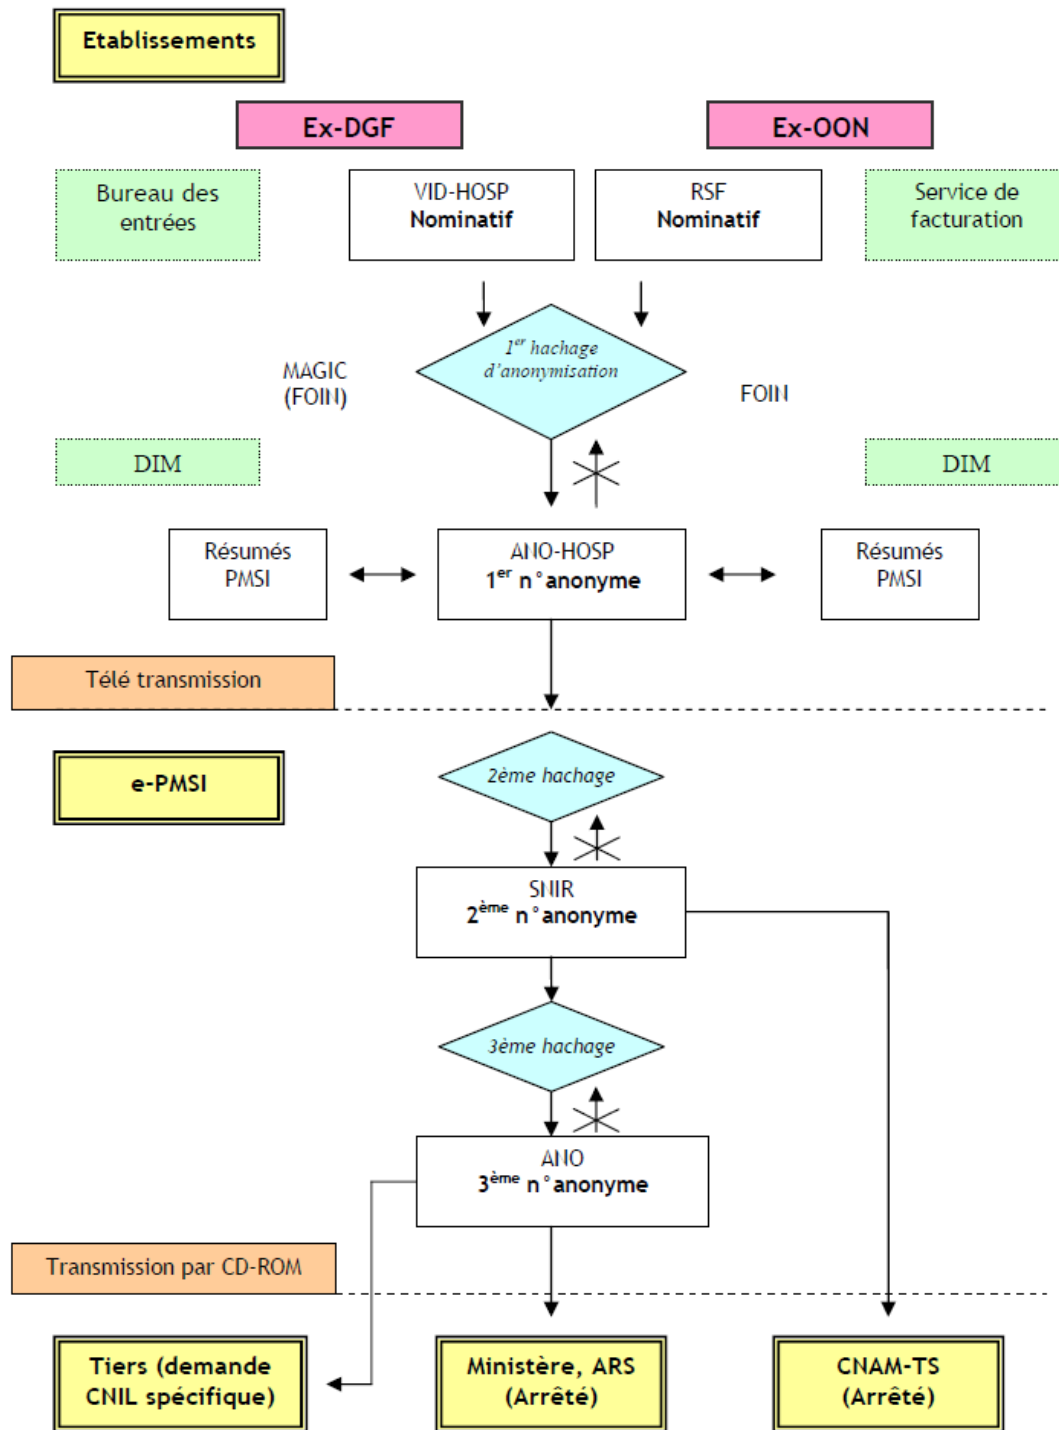 Etablissements
Ex-DGF
Ex-OQN
Bureau des
entrées
VID-HOSP
Nominatif
RSF
Nominatif
Service de
facturation
1er hachage
d'anonymisation
MAGIC
(FOIN)
FOIN
DIM
DIM
Résumés
PMSI
ANO-HOSP
1er n°anonyme
Résumés
PMSI
Télé transmission
2ème hachage
e-PMSI
SNIR
2ème n°anonyme
3ème hachage
ANO
3ème n°anonyme
Transmission par CD-ROM
Tiers (demande
CNIL spécifique)
Ministère, ARS
(Arrêté)
CNAM-TS
(Arrêté)